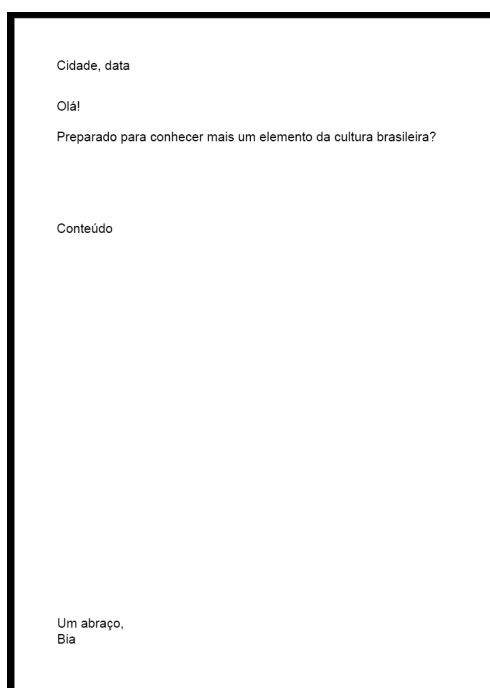 Cidade, data
Olá!
Preparado para conhecer mais um elemento da cultura brasileira?
Conteúdo
Um abraço,
Bia